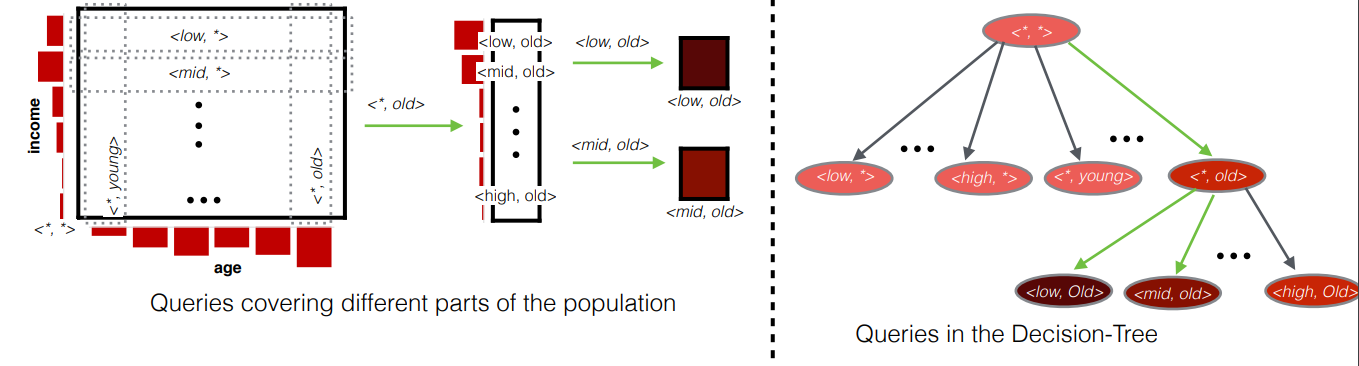 <low, *>
<mid, *>
income
<*, young>
<*, old>
<*, *>
age
<*, old>
<low, old>
<mid, old>
<high, old>
<low, old>
<low, old>
<mid, old>
<mid, old>
Queries covering different parts of the population
<*, *>
<low, *>
<high, *>
<*, young>
<*, old>
<low, Old>
<mid, old>
<high, Old>
Queries in the Decision-Tree